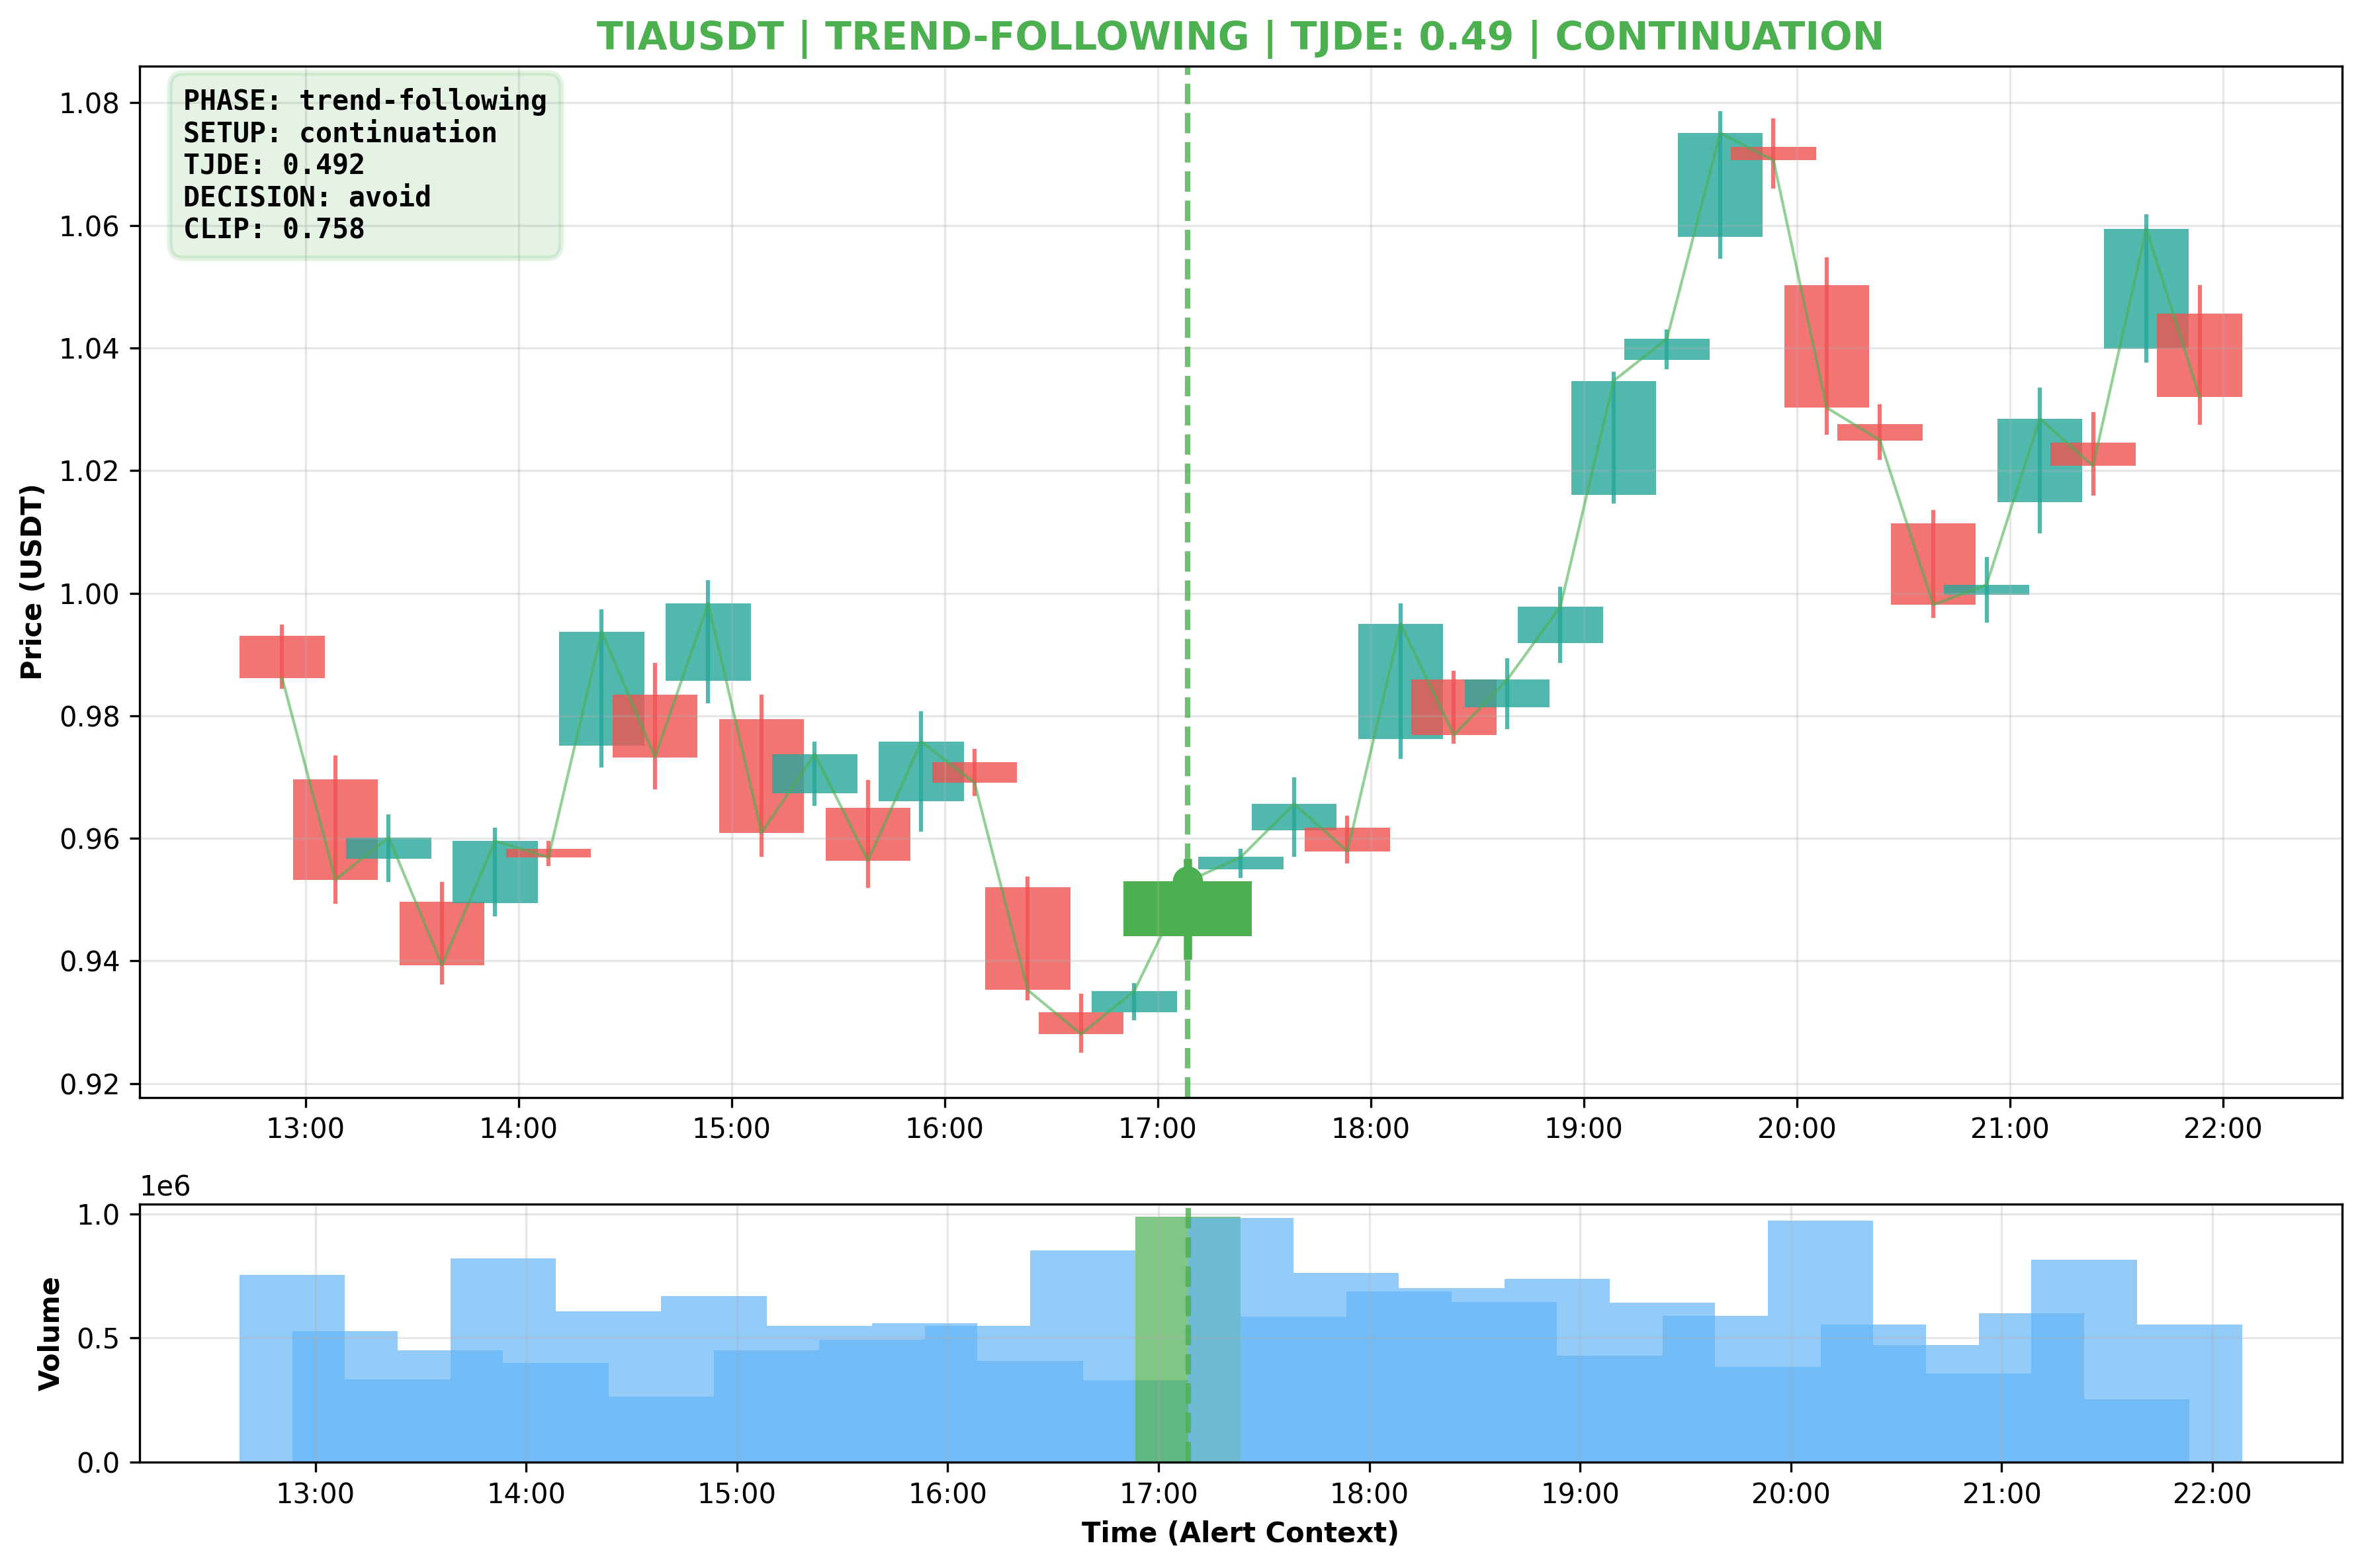 TIAUSDT | TREND-FOLLOWING | TJDE: 0.49 | CONTINUATION
PHASE: trend-following
SETUP: continuation
TJDE: 0.492
DECISION: avoid
CLIP: 0.758
Price (USDT)
1.08
1.06
1.04
1.02
1.00
0.98
0.96
0.94
0.92
13:00 14:00 15:00 16:00 17:00 18:00 19:00 20:00 21:00 22:00
1e6
Volume
1.0
0.5
0.0
13:00 14:00 15:00 16:00 17:00 18:00 19:00 20:00 21:00 22:00
Time (Alert Context)